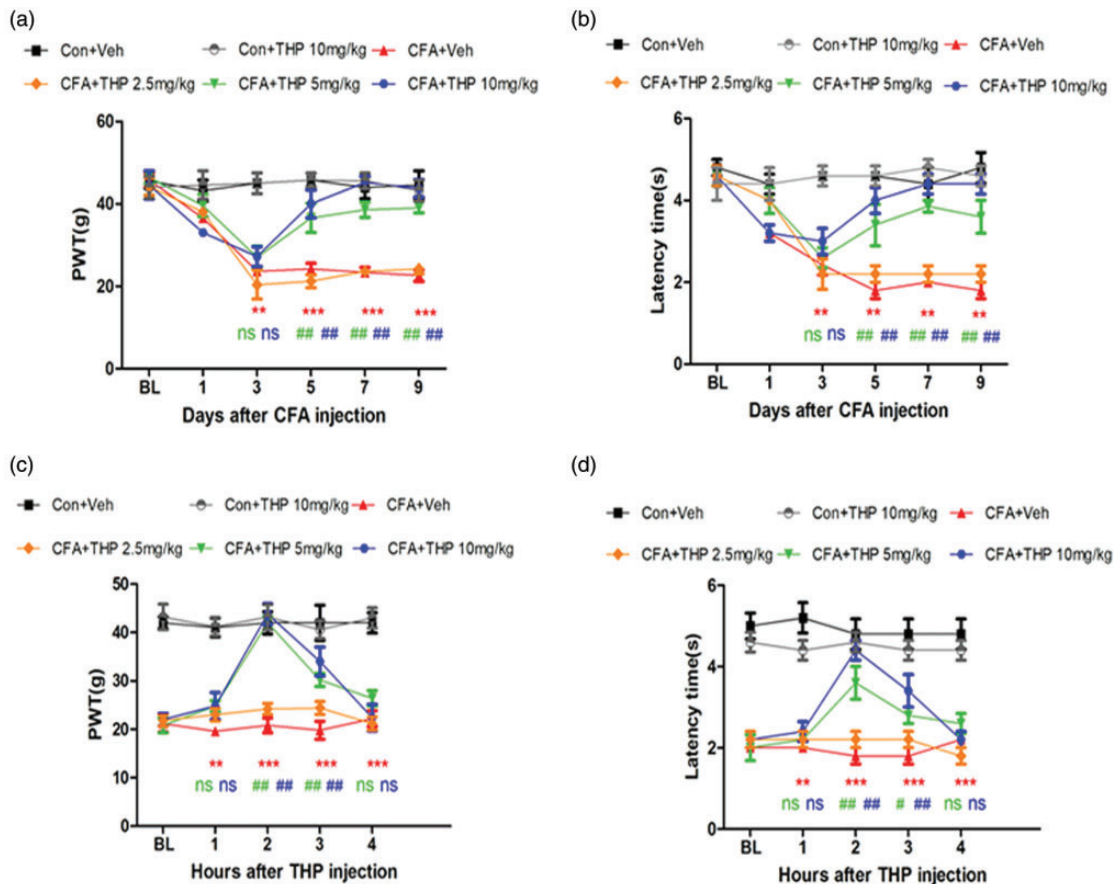 (a)
Con+Veh Con+THP 10mg/kg CFA+Veh
CFA+THP 2.5mg/kg CFA+THP 5mg/kg CFA+THP 10mg/kg
60
40
20
0
PWT(g)
** *** *** ***
ns ns ## ## ## ## ## ##
BL 1 3 5 7 9
Days after CFA injection
(b)
Con+Veh Con+THP 10mg/kg CFA+Veh
CFA+THP 2.5mg/kg CFA+THP 5mg/kg CFA+THP 10mg/kg
6
4
2
0
Latency time(s)
** ** ** **
ns ns ## ## ## ## ## ##
BL 1 3 5 7 9
Days after CFA injection
(c)
Con+Veh Con+THP 10mg/kg CFA+Veh
CFA+THP 2.5mg/kg CFA+THP 5mg/kg CFA+THP 10mg/kg
50
40
30
20
10
0
PWT(g)
** *** *** ***
ns ns ## ## ## ## ns ns
BL 1 2 3 4
Hours after THP injection
(d)
Con+Veh Con+THP 10mg/kg CFA+Veh
CFA+THP 2.5mg/kg CFA+THP 5mg/kg CFA+THP 10mg/kg
6
4
2
0
Latency time(s)
** *** *** ***
ns ns ## ## # ## ns ns
BL 1 2 3 4
Hours after THP injection